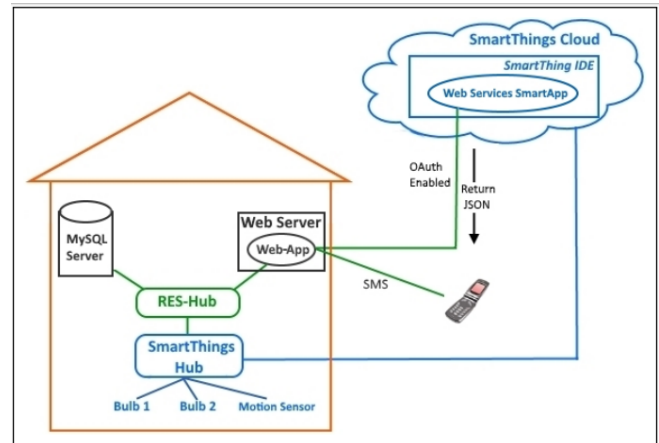 SmartThings Cloud
SmartThing IDE
Web Services SmartApp
OAuth
Enabled
Return
JSON
MySQL
Server
Web Server
Web-App
SMS
RES-Hub
SmartThings
Hub
Bulb 1
Bulb 2
Motion Sensor